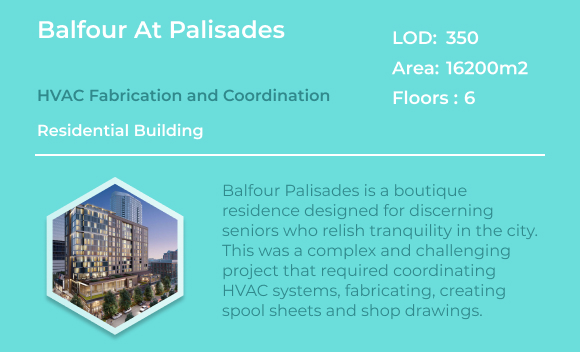 Balfour At Palisades
LOD: 350
Area: 16200m2
Floors : 6
HVAC Fabrication and Coordination
Residential Building
Balfour Palisades is a boutique
residence designed for discerning
seniors who relish tranquility in the city.
This was a complex and challenging
project that required coordinating
HVAC systems, fabricating, creating
spool sheets and shop drawings.